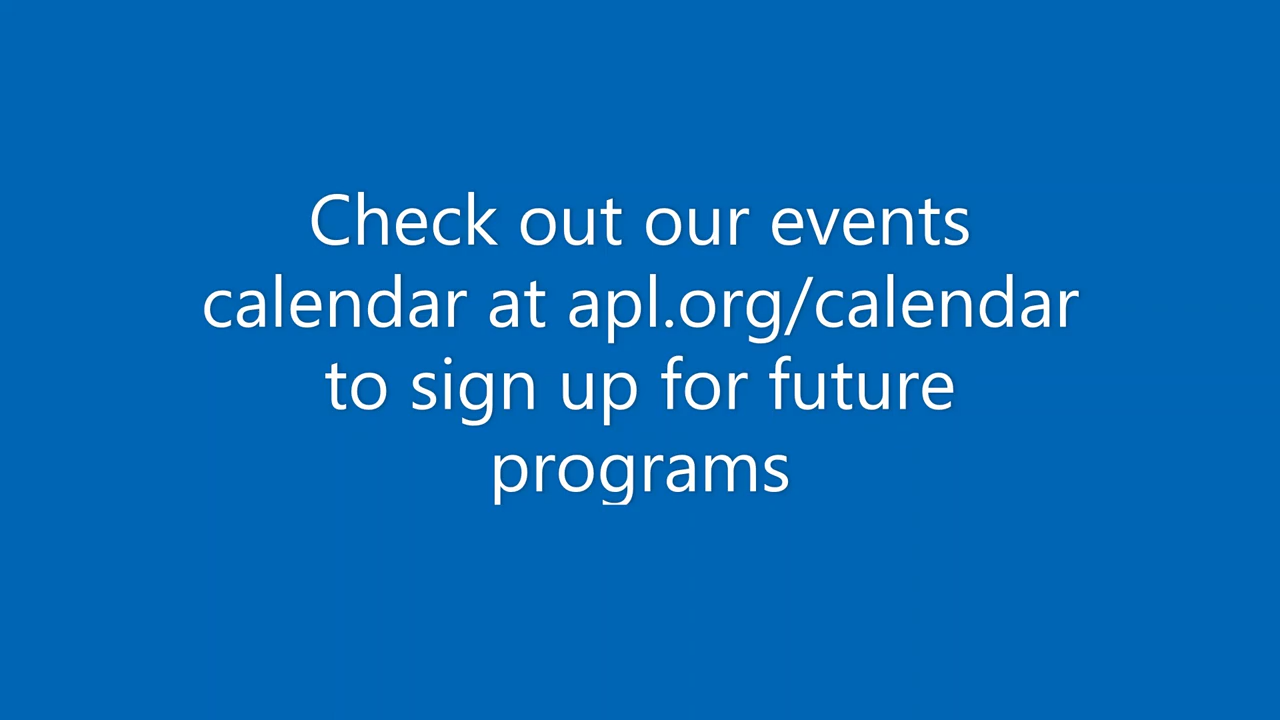 Check out our events
calendar at apl.org/calendar
to sign up for future
programs